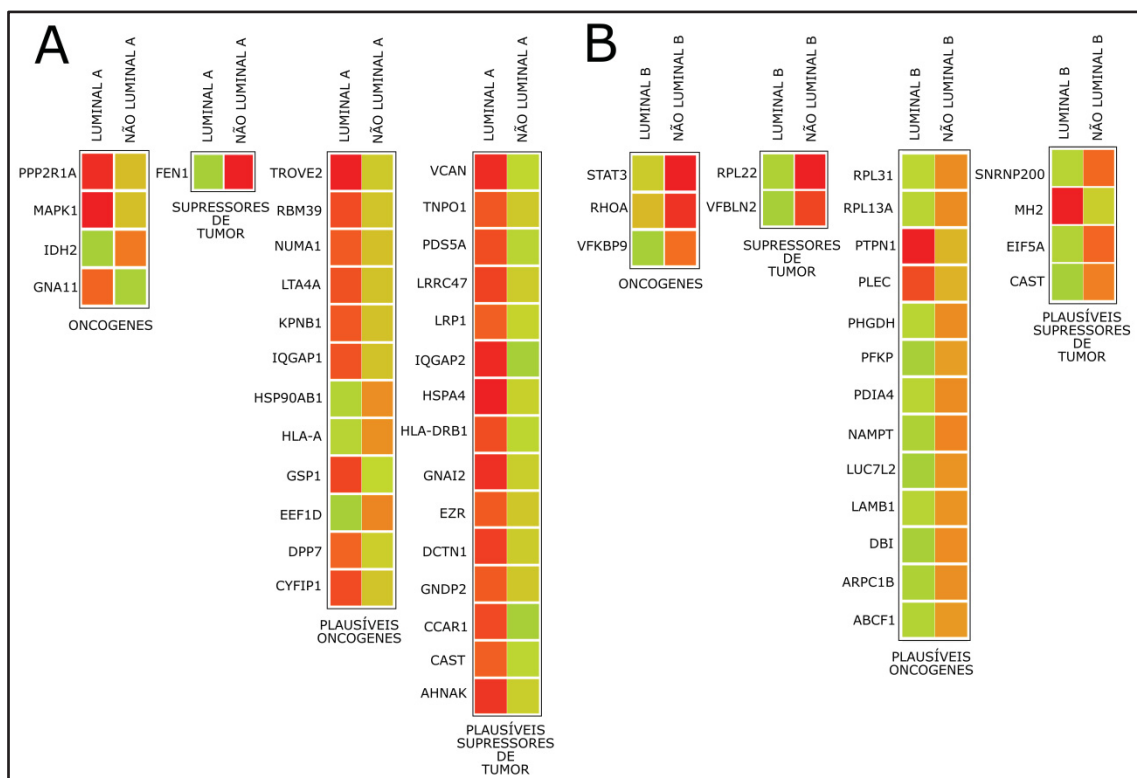 A
LUMINAL A
NÃO LUMINAL A
PPP2R1A
MAPK1
IDH2
GNA11
ONCOGENES
LUMINAL A
NÃO LUMINAL A
FEN1
SUPRESSORES
DE
TUMOR
LUMINAL A
NÃO LUMINAL A
TROVE2
RBM39
NUMA1
LTA4A
KPNB1
IQGAP1
HSP90AB1
HLA-A
GSP1
EEF1D
DPP7
CYFIP1
PLAUSÍVEIS
ONCOGENES
LUMINAL A
NÃO LUMINAL A
VCAN
TNPO1
PDS5A
LRRC47
LRP1
IQGAP2
HSPA4
HLA-DRB1
GNAI2
EZR
DCTN1
GNDP2
CCAR1
CAST
AHNAK
PLAUSÍVEIS
SUPRESSORES
DE
TUMOR
B
LUMINAL B
NÃO LUMINAL B
STAT3
RHOA
VFKBP9
ONCOGENES
LUMINAL B
NÃO LUMINAL B
RPL22
VFBLN2
SUPRESSORES
DE
TUMOR
LUMINAL B
NÃO LUMINAL B
RPL31
RPL13A
PTPN1
PLEC
PHGDH
PFKP
PDIA4
NAMPT
LUC7L2
LAMB1
DBI
ARPC1B
ABCF1
PLAUSÍVEIS
ONCOGENES
LUMINAL B
NÃO LUMINAL B
SNRNP200
MH2
EIF5A
CAST
PLAUSÍVEIS
SUPRESSORES
DE
TUMOR